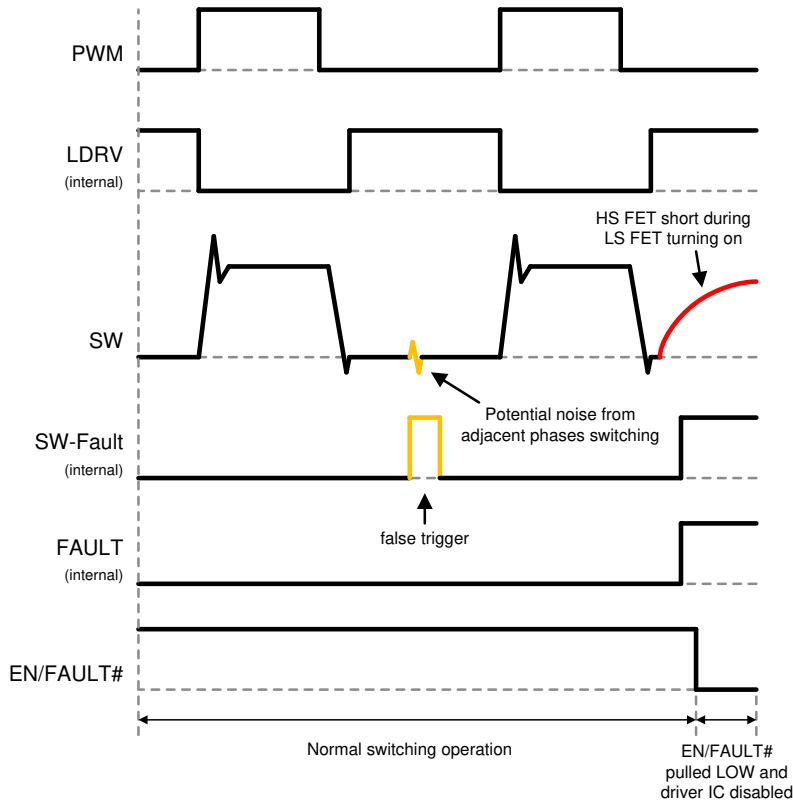 PWM
LDRV
(internal)
HS FET short during
LS FET turning on
SW
Potential noise from
adjacent phases switching
SW-Fault
(internal)
false trigger
FAULT
(internal)
EN/FAULT#
Normal switching operation
EN/FAULT#
pulled LOW and
driver IC disabled